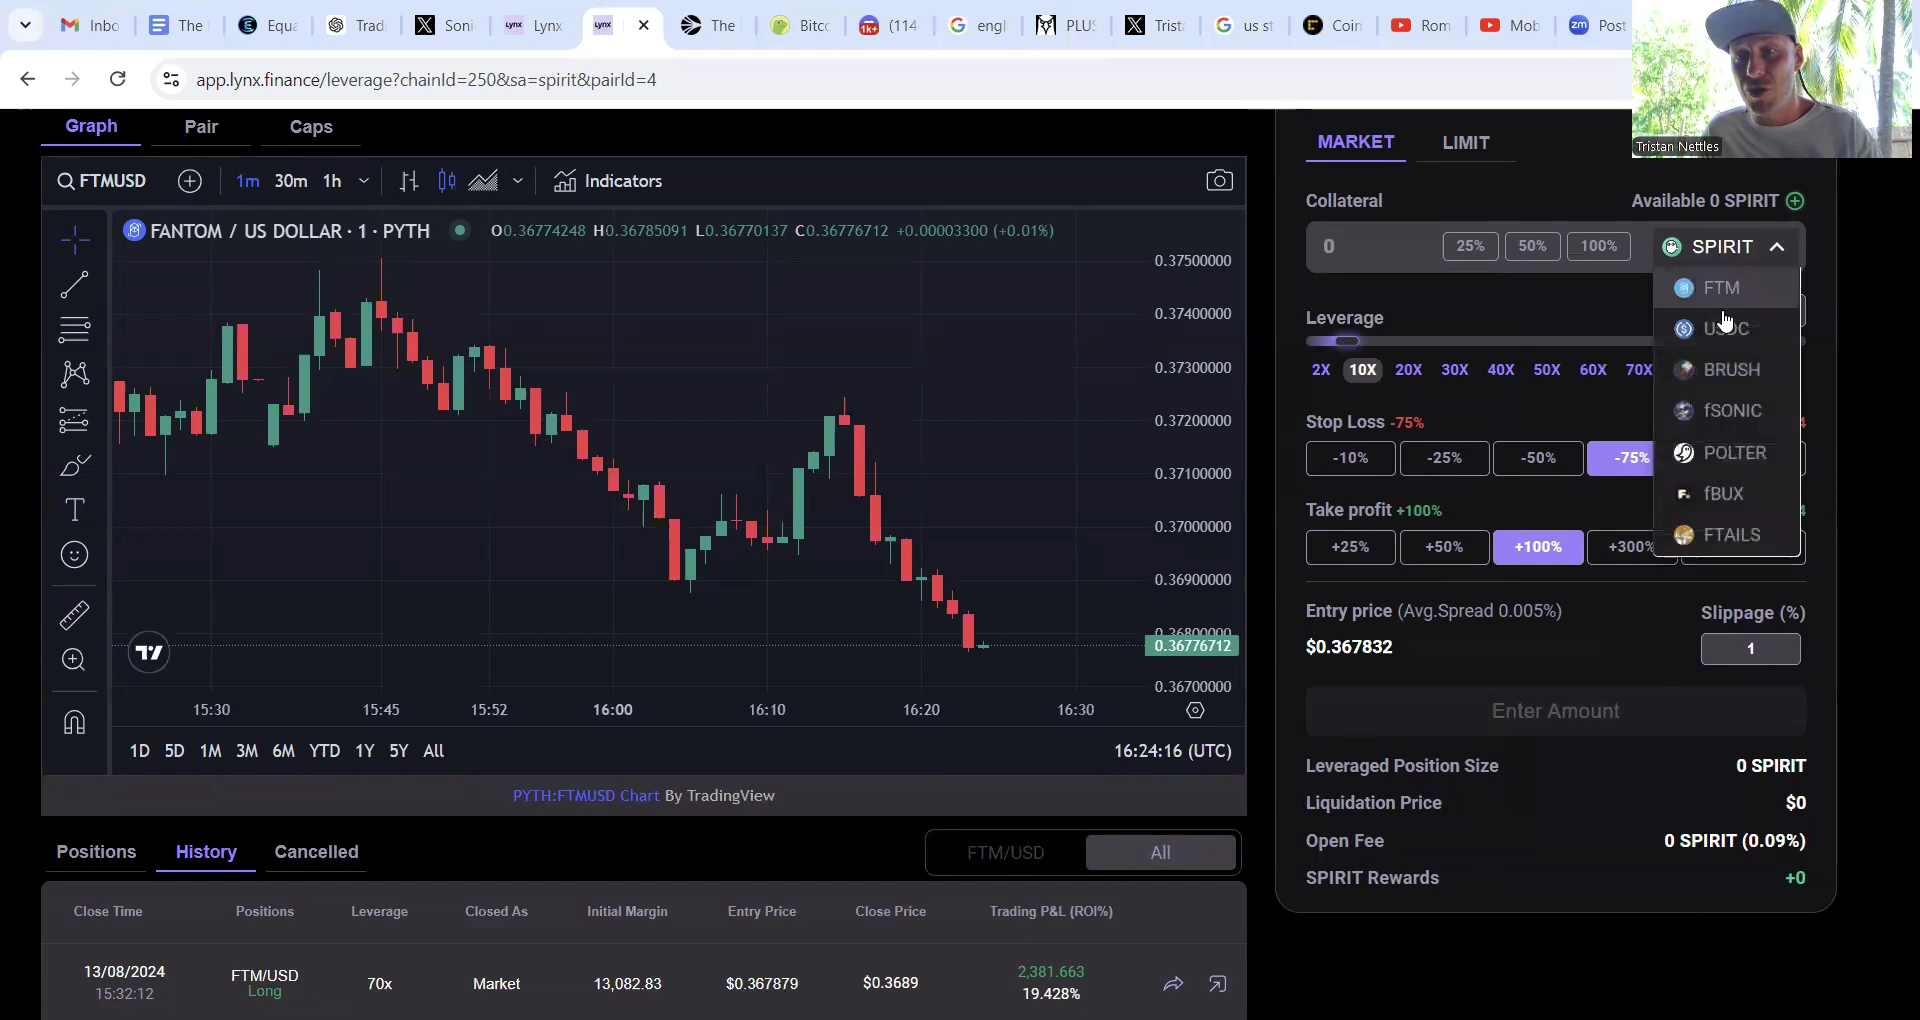 Inbo
The
Equa
Trad
Soni
Lynx
The
Bitco
(114
engl
PLUS
Trista
us st
Coin
Rom
Mob
Post
app.lynx.finance/leverage?chainId=250&sa=spirit&pairId=4
Tristan Nettles
Graph
Pair
Caps
FTMUSD
1m
30m
1h
Indicators
FANTOM / US DOLLAR · 1 · PYTH
O0.36774248 H0.36785091 L0.36770137 C0.36776712 +0.00003300 (+0.01%)
0.37500000
0.37400000
0.37300000
0.37200000
0.37100000
0.37000000
0.36900000
0.36800000
0.36776712
0.36700000
15:30
15:45
15:52
16:00
16:10
16:20
16:30
1D
5D
1M
3M
6M
YTD
1Y
5Y
All
16:24:16 (UTC)
PYTH:FTMUSD Chart By TradingView
Positions
History
Cancelled
FTM/USD
All
Close Time
Positions
Leverage
Closed As
Initial Margin
Entry Price
Close Price
Trading P&L (ROI%)
13/08/2024
15:32:12
FTM/USD
Long
70x
Market
13,082.83
$0.367879
$0.3689
2,381.663
19.428%
MARKET
LIMIT
Collateral
Available 0 SPIRIT
0
25%
50%
100%
SPIRIT
FTM
USDC
BRUSH
fSONIC
POLTER
fBUX
FTAILS
Leverage
2X
10X
20X
30X
40X
50X
60X
70X
Stop Loss -75%
-10%
-25%
-50%
-75%
Take profit +100%
+25%
+50%
+100%
+300%
Entry price (Avg.Spread 0.005%)
$0.367832
Slippage (%)
1
Enter Amount
Leveraged Position Size
0 SPIRIT
Liquidation Price
$0
Open Fee
0 SPIRIT (0.09%)
SPIRIT Rewards
+0